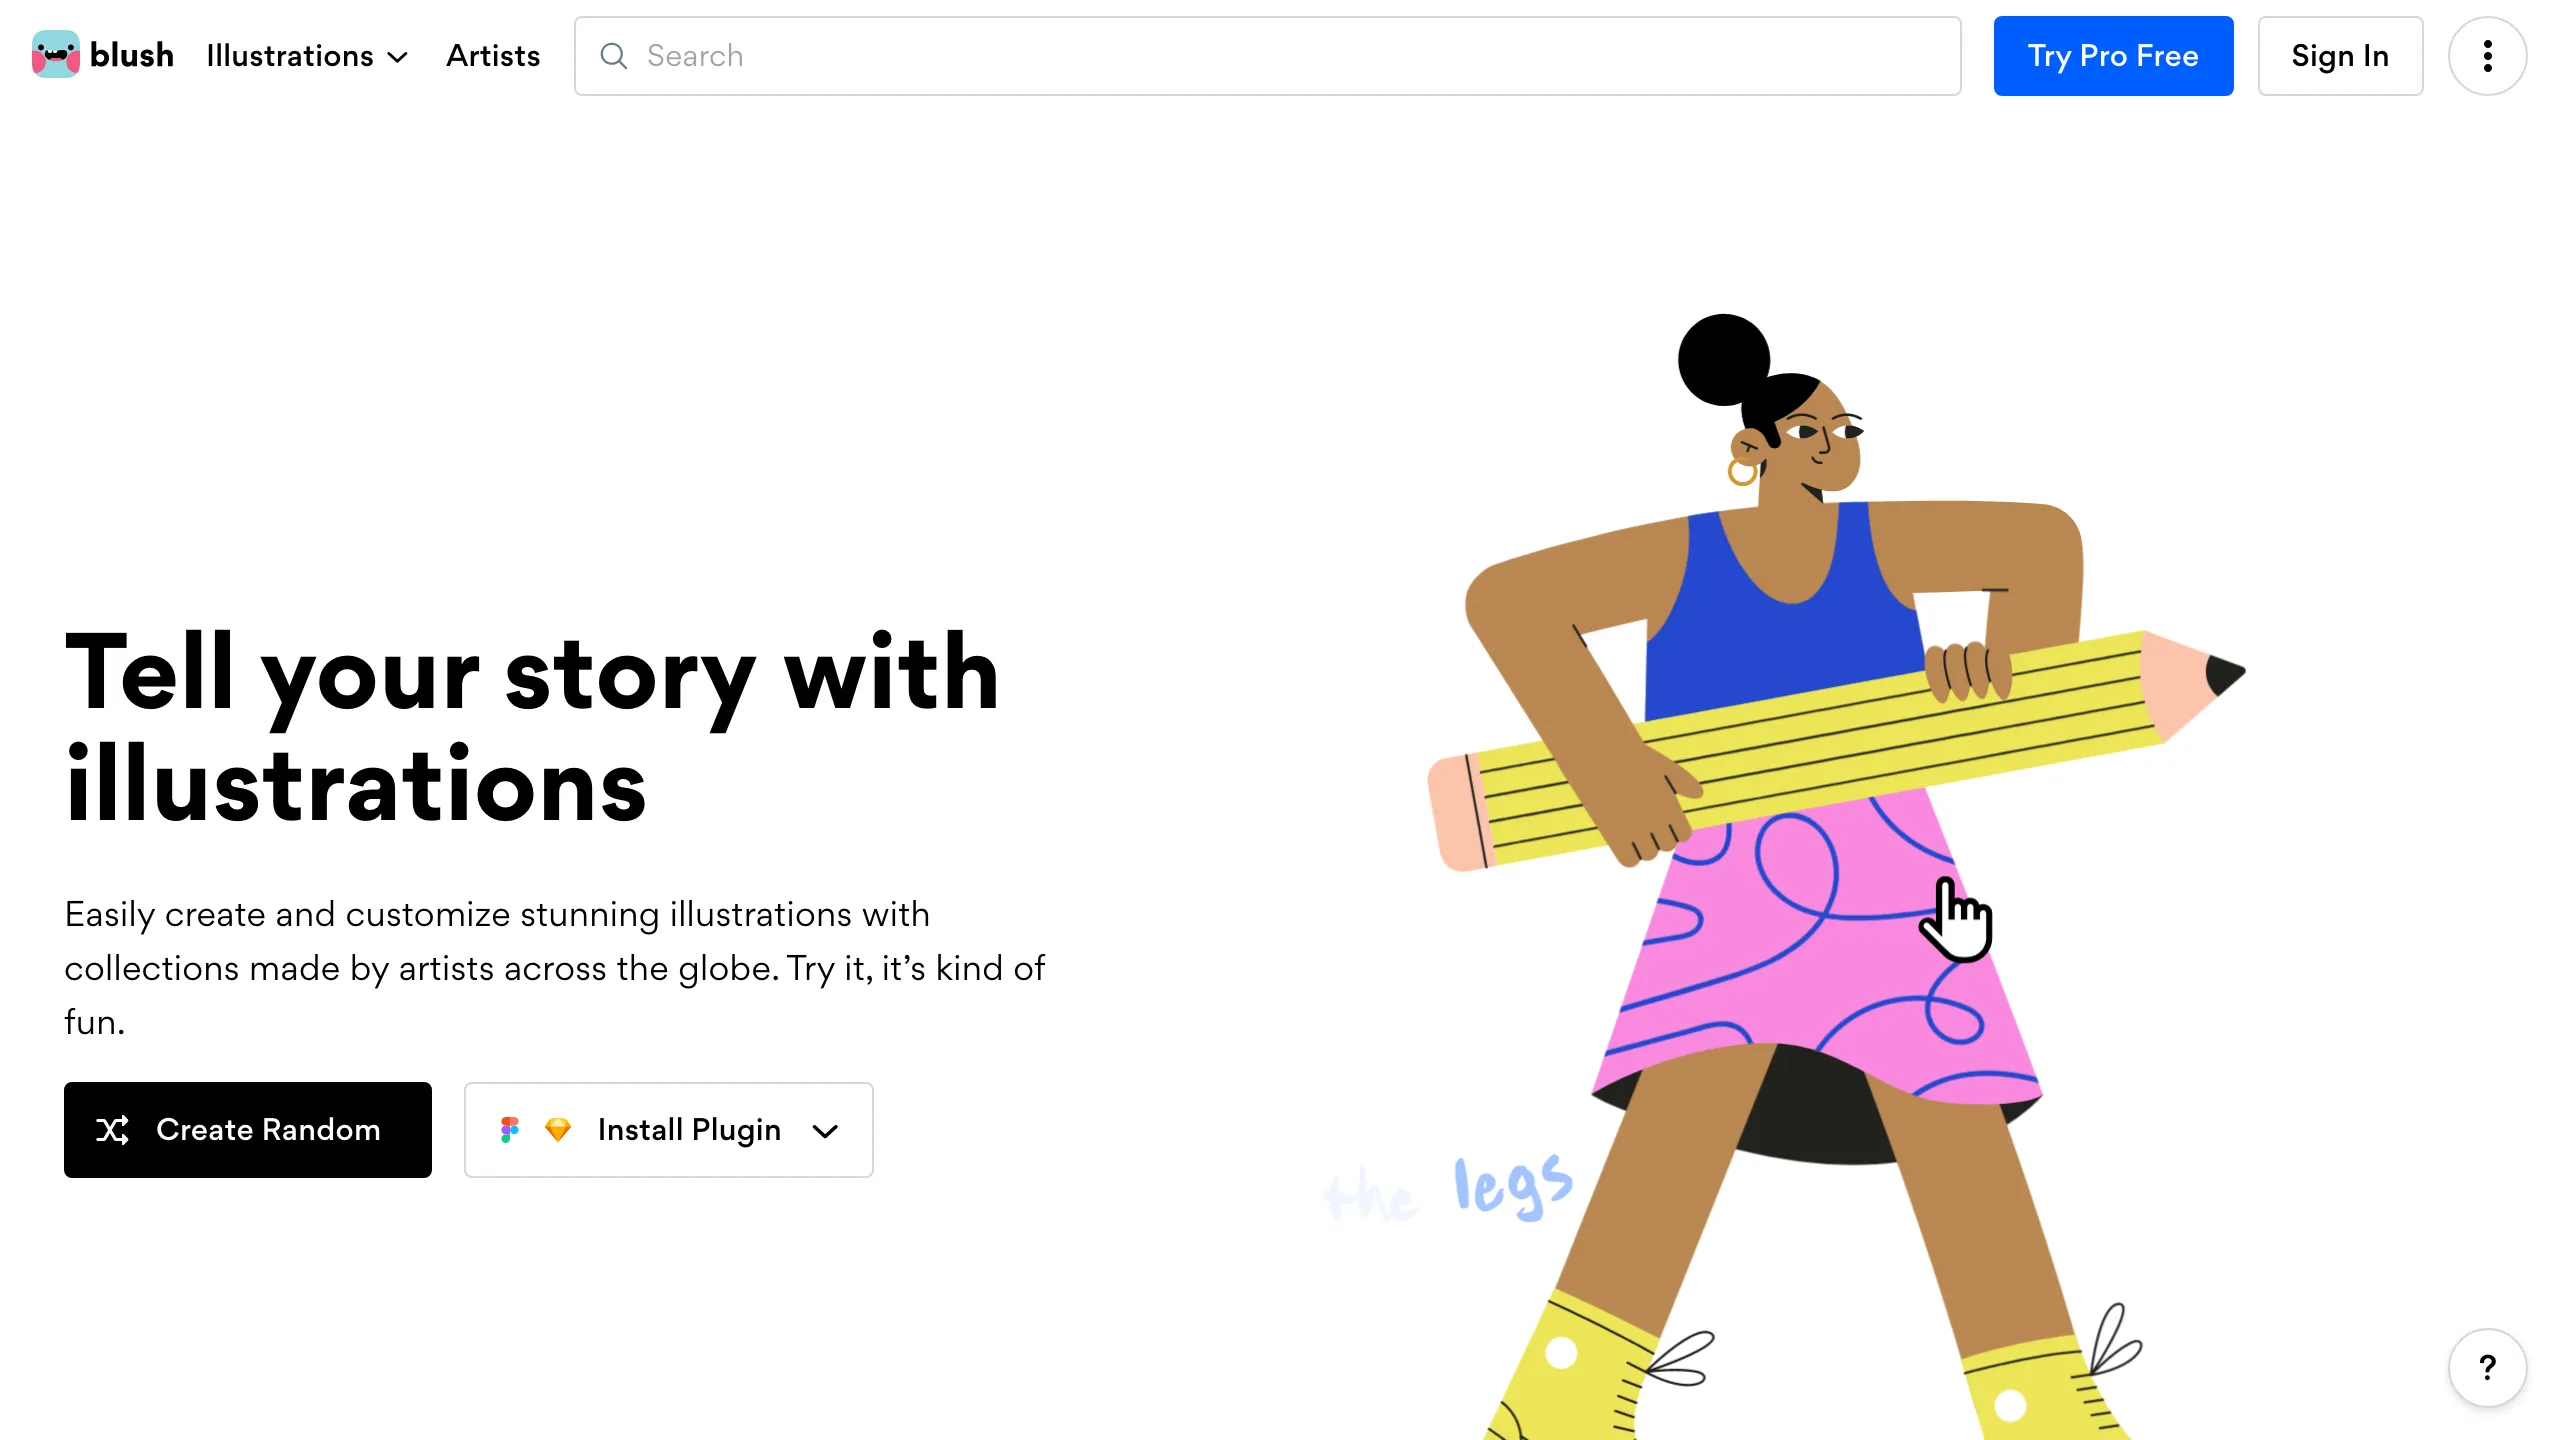 blush
Illustrations
Artists
Search
Try Pro Free
Sign In
Tell your story with
illustrations
Easily create and customize stunning illustrations with
collections made by artists across the globe. Try it, it’s kind of
fun.
Create Random
Install Plugin
the legs
?